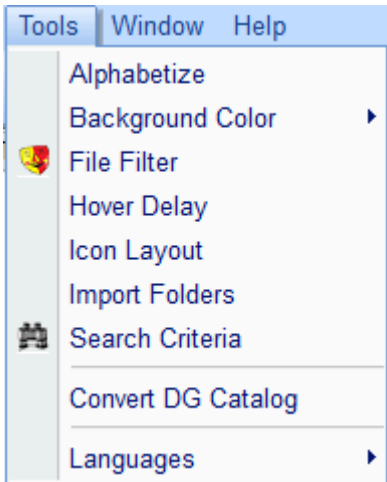 Tools Window Help
Alphabetize
Background Color
File Filter
Hover Delay
Icon Layout
Import Folders
Search Criteria
Convert DG Catalog
Languages